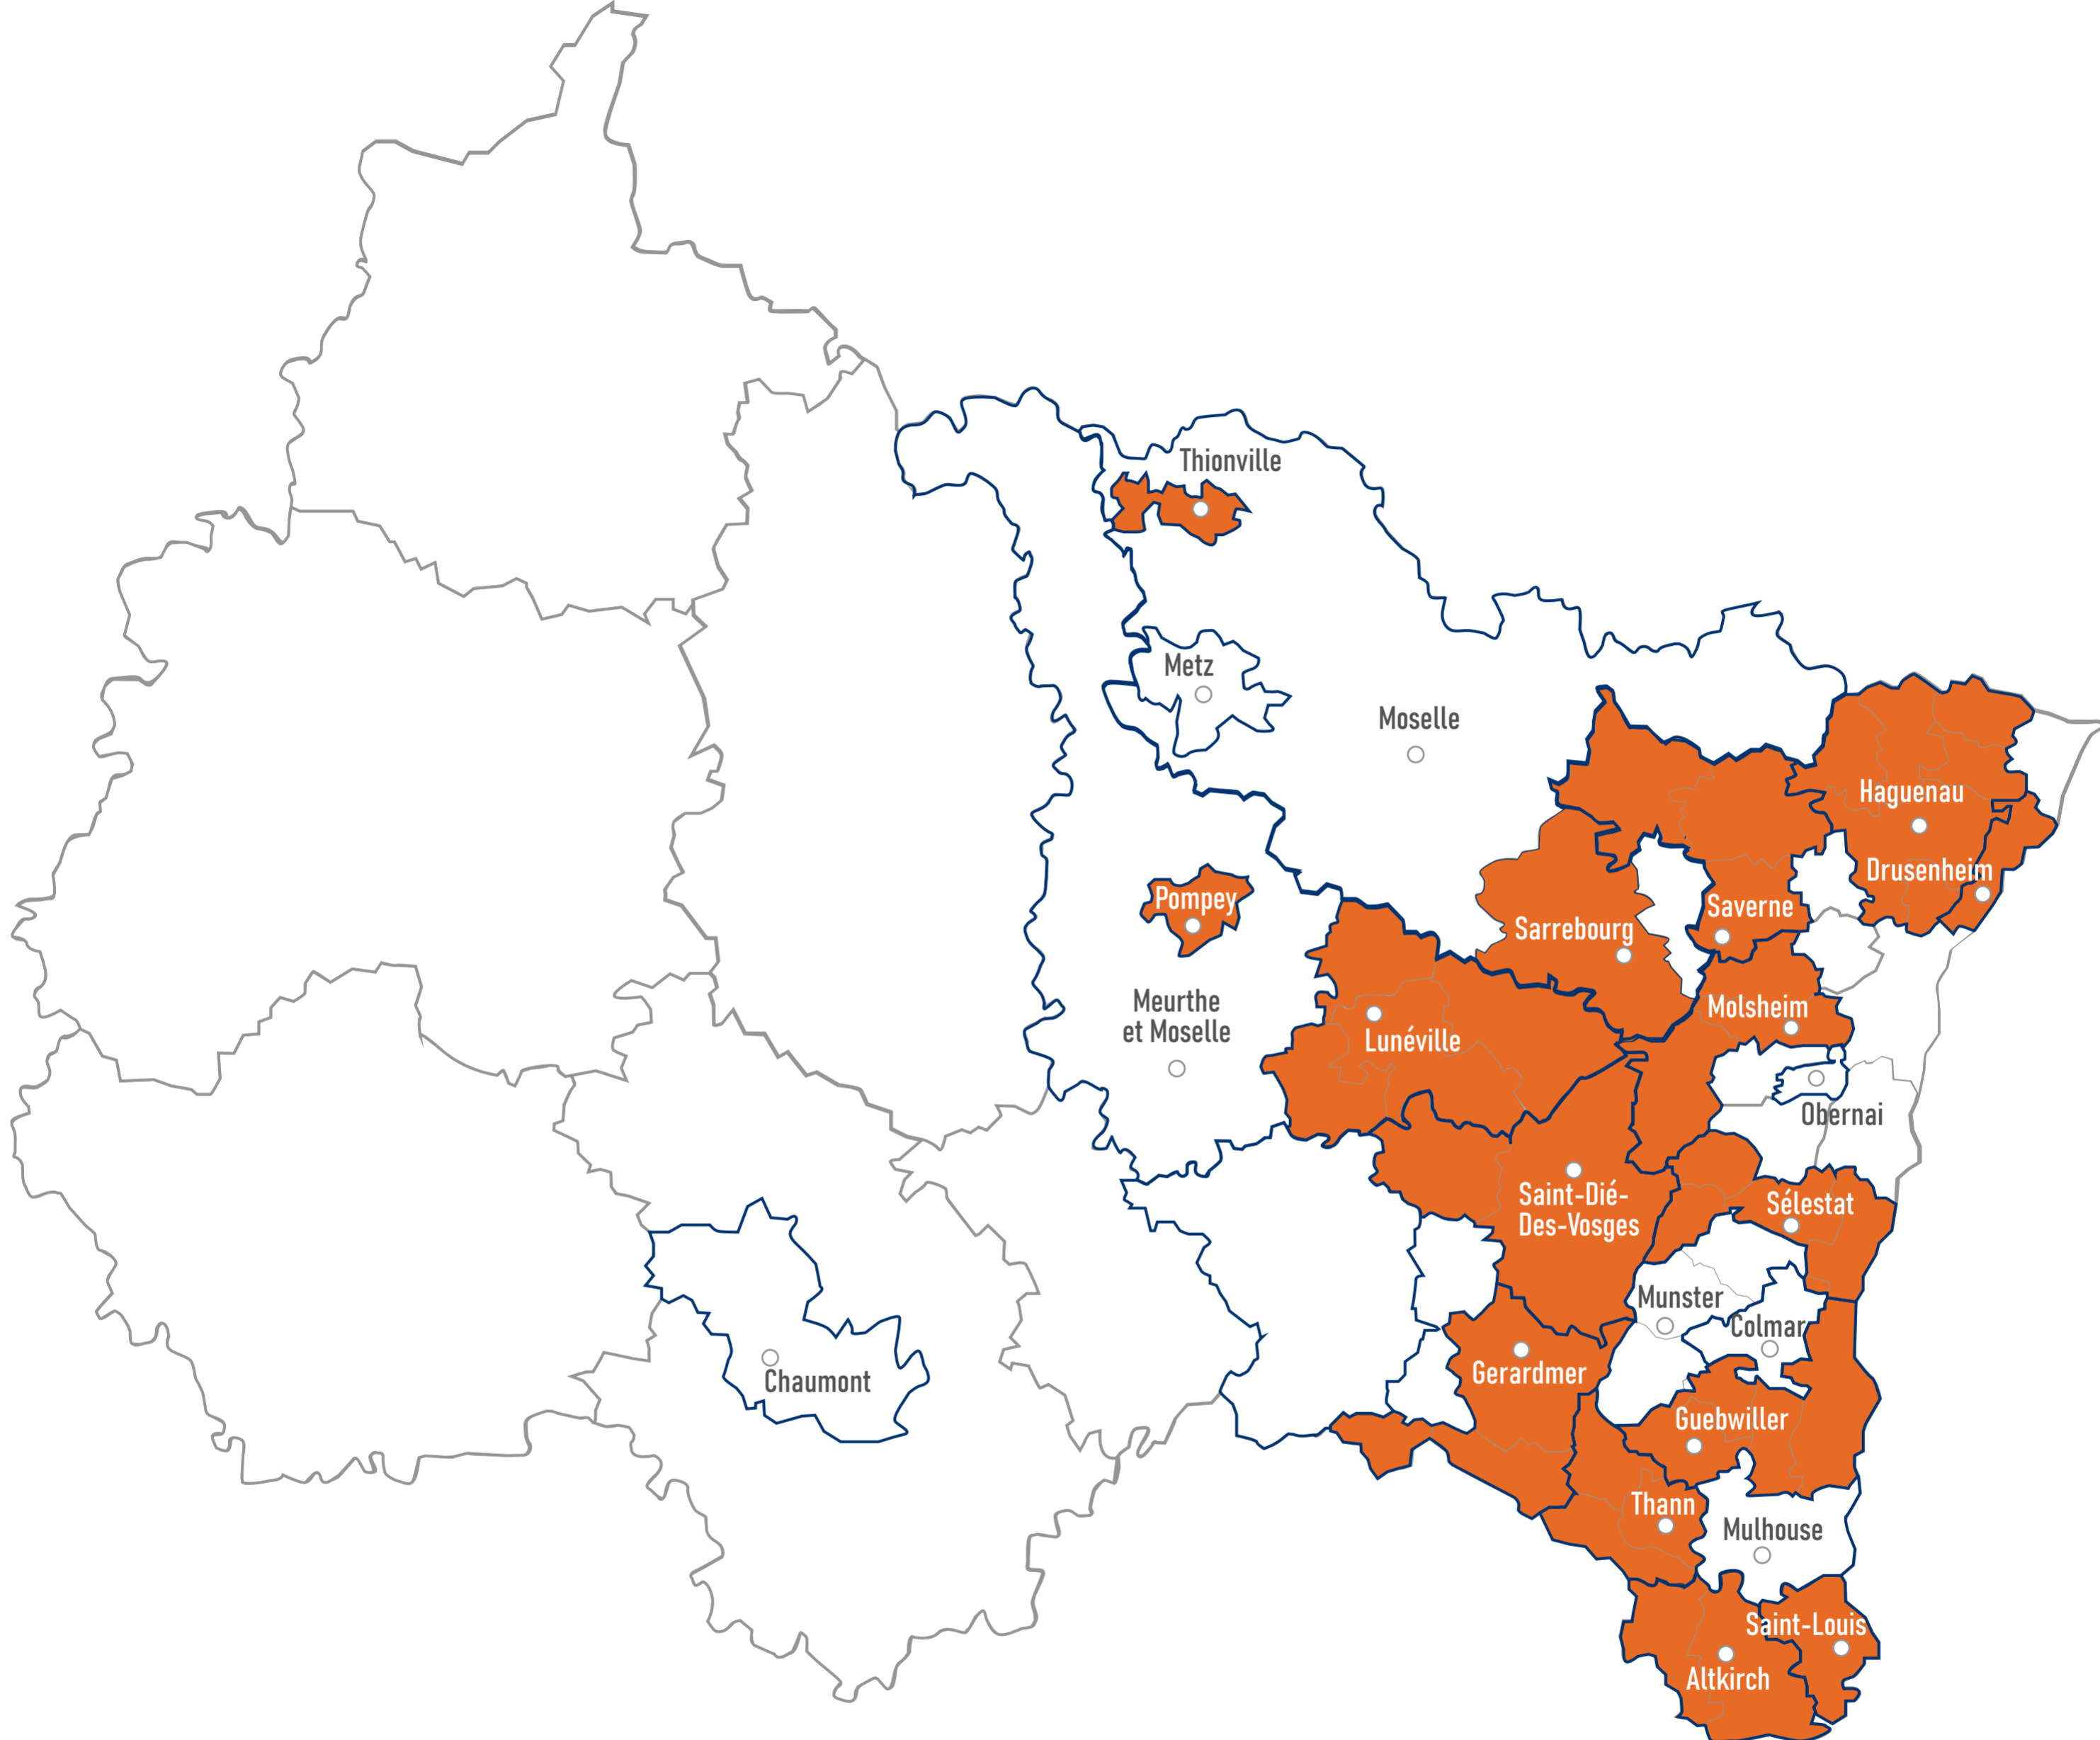 Thionville
Metz
Moselle
Haguenau
Drusenheim
Pompey
Saverne
Sarrebourg
Meurthe
et Moselle
Molsheim
Lunéville
Obernai
Saint-Dié-
Des-Vosges
Sélestat
Munster
Colmar
Gerardmer
Chaumont
Guebwiller
Thann
Mulhouse
Saint-Louis
Altkirch